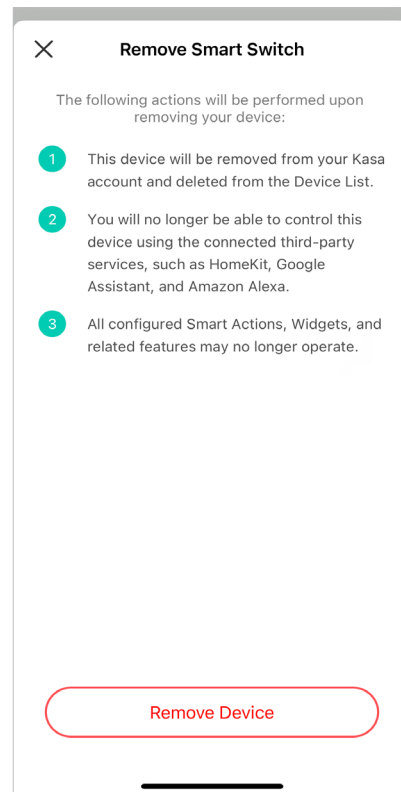 Remove Smart Switch
The following actions will be performed upon
removing your device:
1 This device will be removed from your Kasa
account and deleted from the Device List.
2 You will no longer be able to control this
device using the connected third-party
services, such as HomeKit, Google
Assistant, and Amazon Alexa.
3 All configured Smart Actions, Widgets, and
related features may no longer operate.
Remove Device